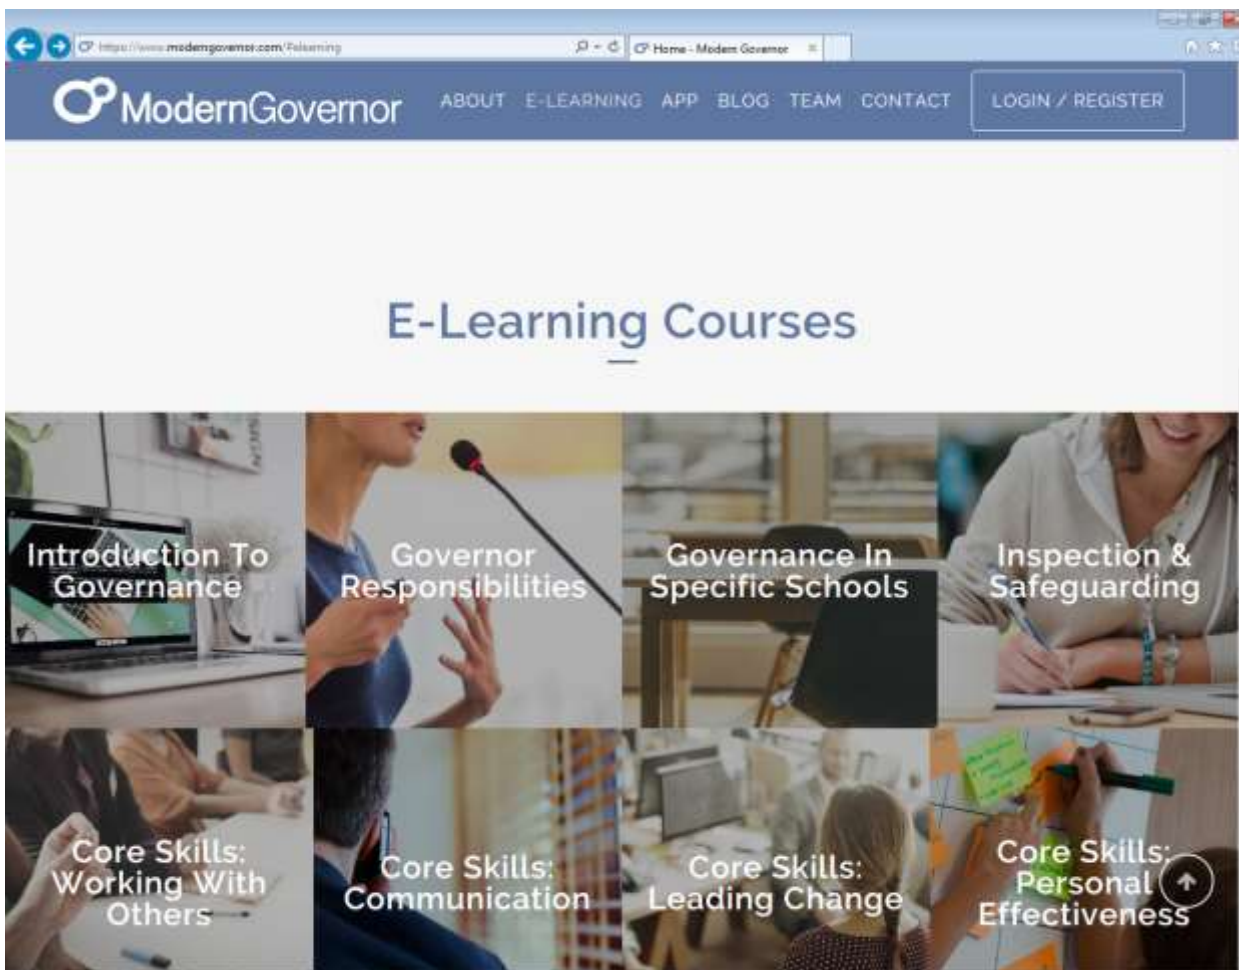 Home - Modern Governor
ModernGovernor
ABOUT E-LEARNING APP BLOG TEAM CONTACT LOGIN / REGISTER
E-Learning Courses
Introduction To
Governance
Governor
Responsibilities
Governance In
Specific Schools
Inspection &
Safeguarding
Core Skills:
Working With
Others
Core Skills:
Communication
Core Skills:
Leading Change
Core Skills:
Personal
Effectiveness